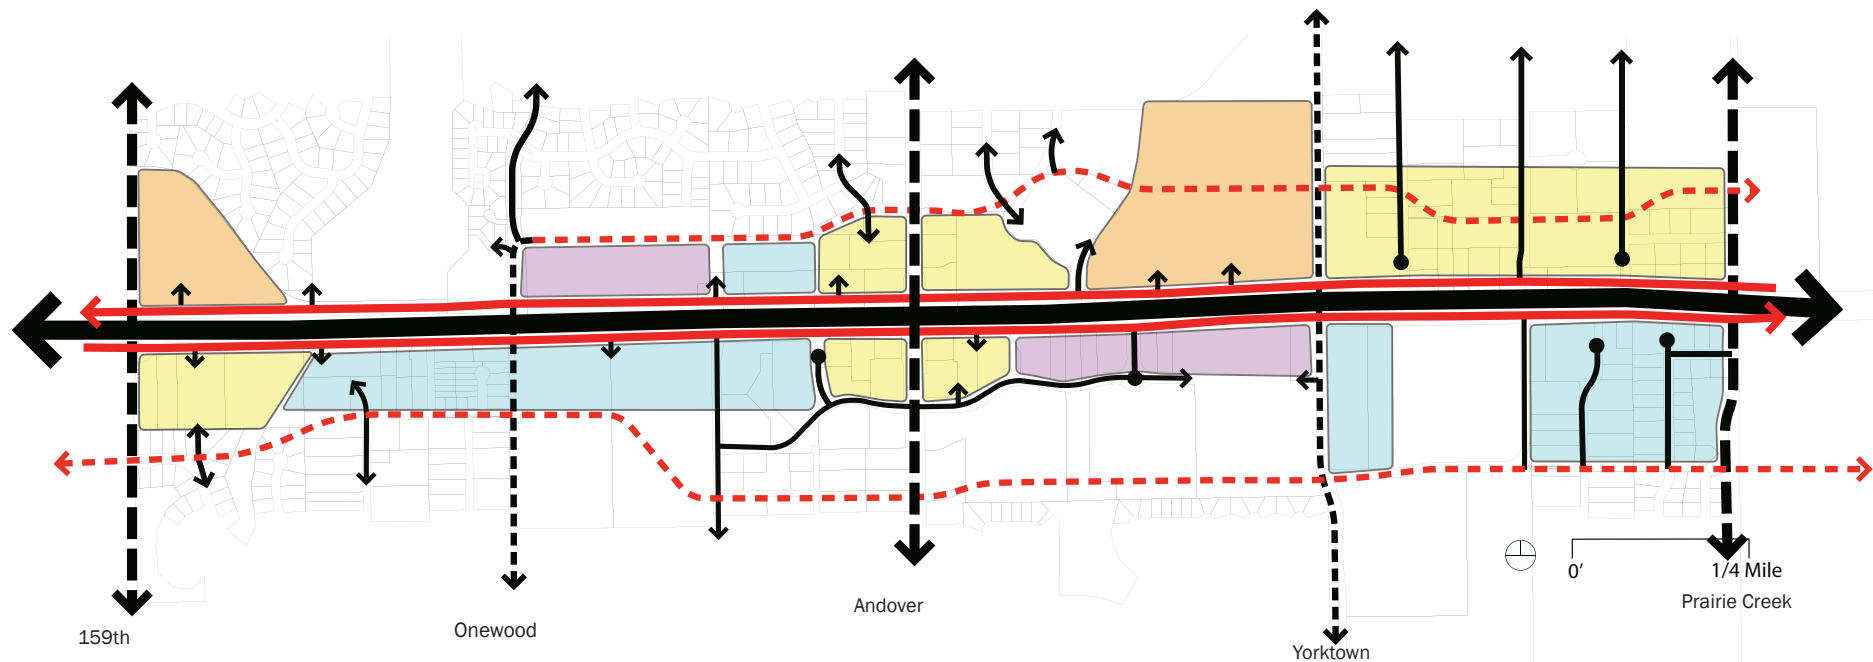 0’
1/4 Mile
Prairie Creek
Andover
Onewood
159th
Yorktown